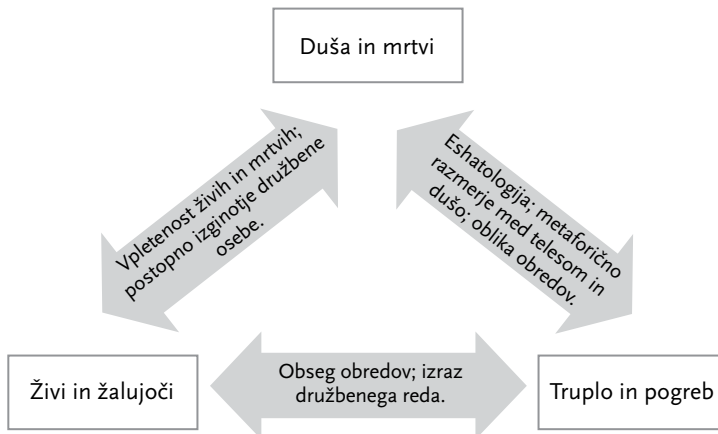 Duša in mrtvi
Vpletenost živih in mrtvih;
postopno izginotje družbene
osebe.
Eshatologija; metaforično
razmerje med telesom in
dušo; oblika obredov.
Živi in žalujoči
Obseg obredov; izraz
družbenega reda.
Truplo in pogreb